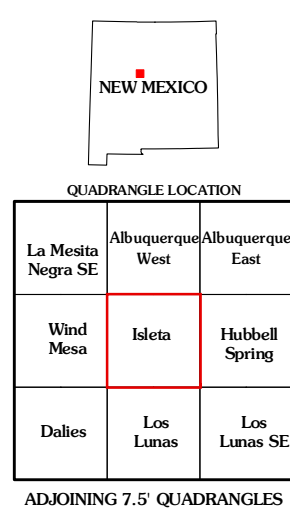 NEW MEXICO
QUADRANGLE LOCATION
La Mesita
Negra SE
Albuquerque
West
Albuquerque
East
Wind
Mesa
Isleta
Hubbell
Spring
Dalies
Los
Lunas
Los
Lunas SE
ADJOINING 7.5' QUADRANGLES